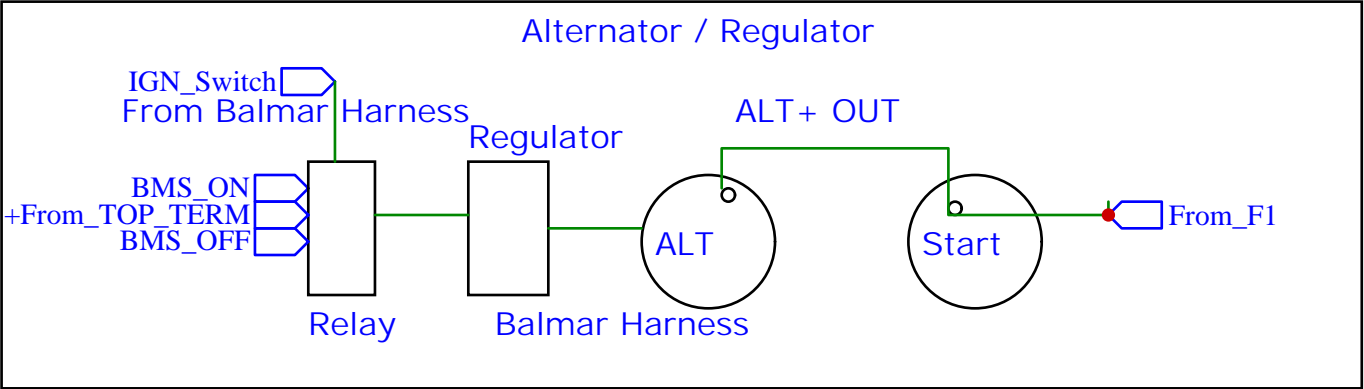 Alternator / Regulator
IGN_Switch
From Balmar Harness
ALT+ OUT
Regulator
BMS_ON
+From_TOP_TERM
BMS_OFF
From_F1
ALT
Start
Relay
Balmar Harness